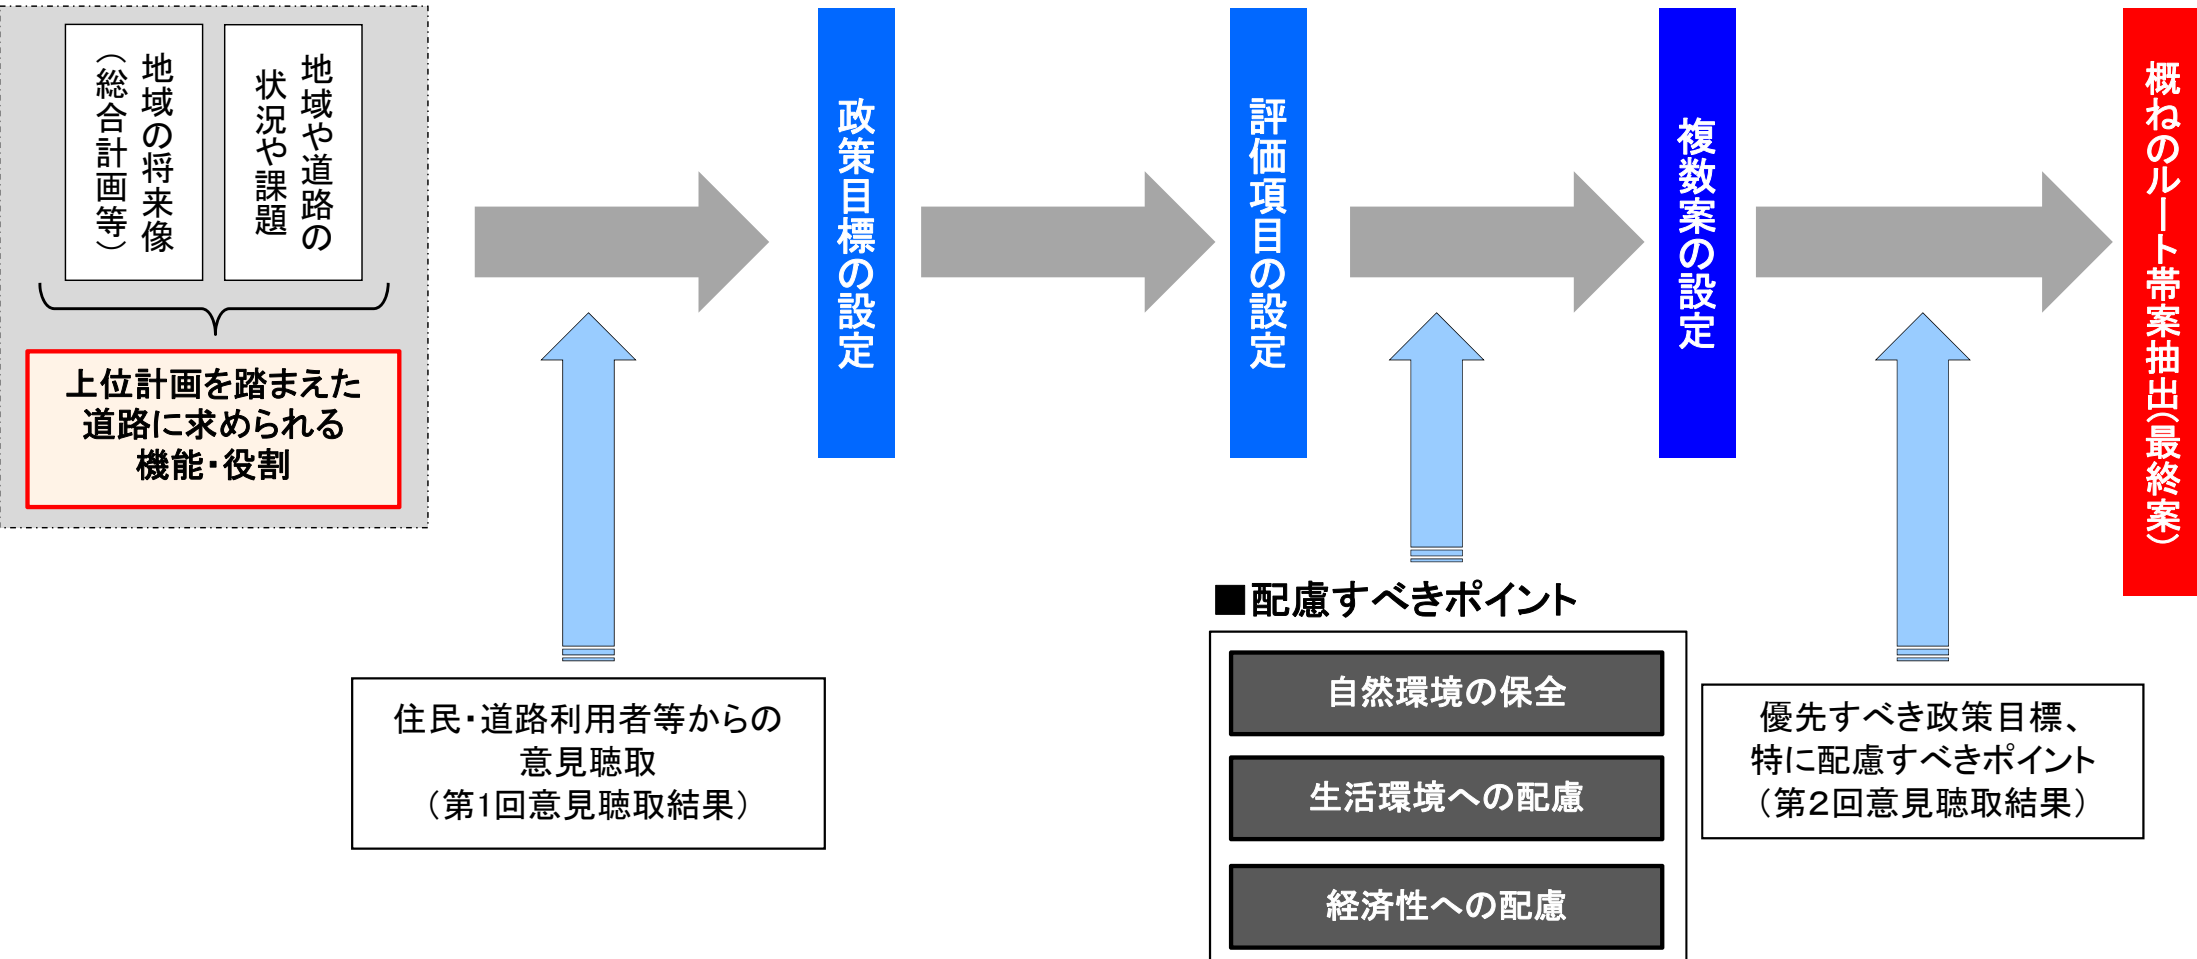 地域の将来像
（総合計画等）
地域や道路の
状況や課題
上位計画を踏まえた
道路に求められる
機能・役割
政策目標の設定
評価項目の設定
複数案の設定
概ねのルート帯案抽出（最終案）
住民・道路利用者等からの
意見聴取
（第1回意見聴取結果）
■配慮すべきポイント
自然環境の保全
生活環境への配慮
経済性への配慮
優先すべき政策目標、
特に配慮すべきポイント
（第２回意見聴取結果）